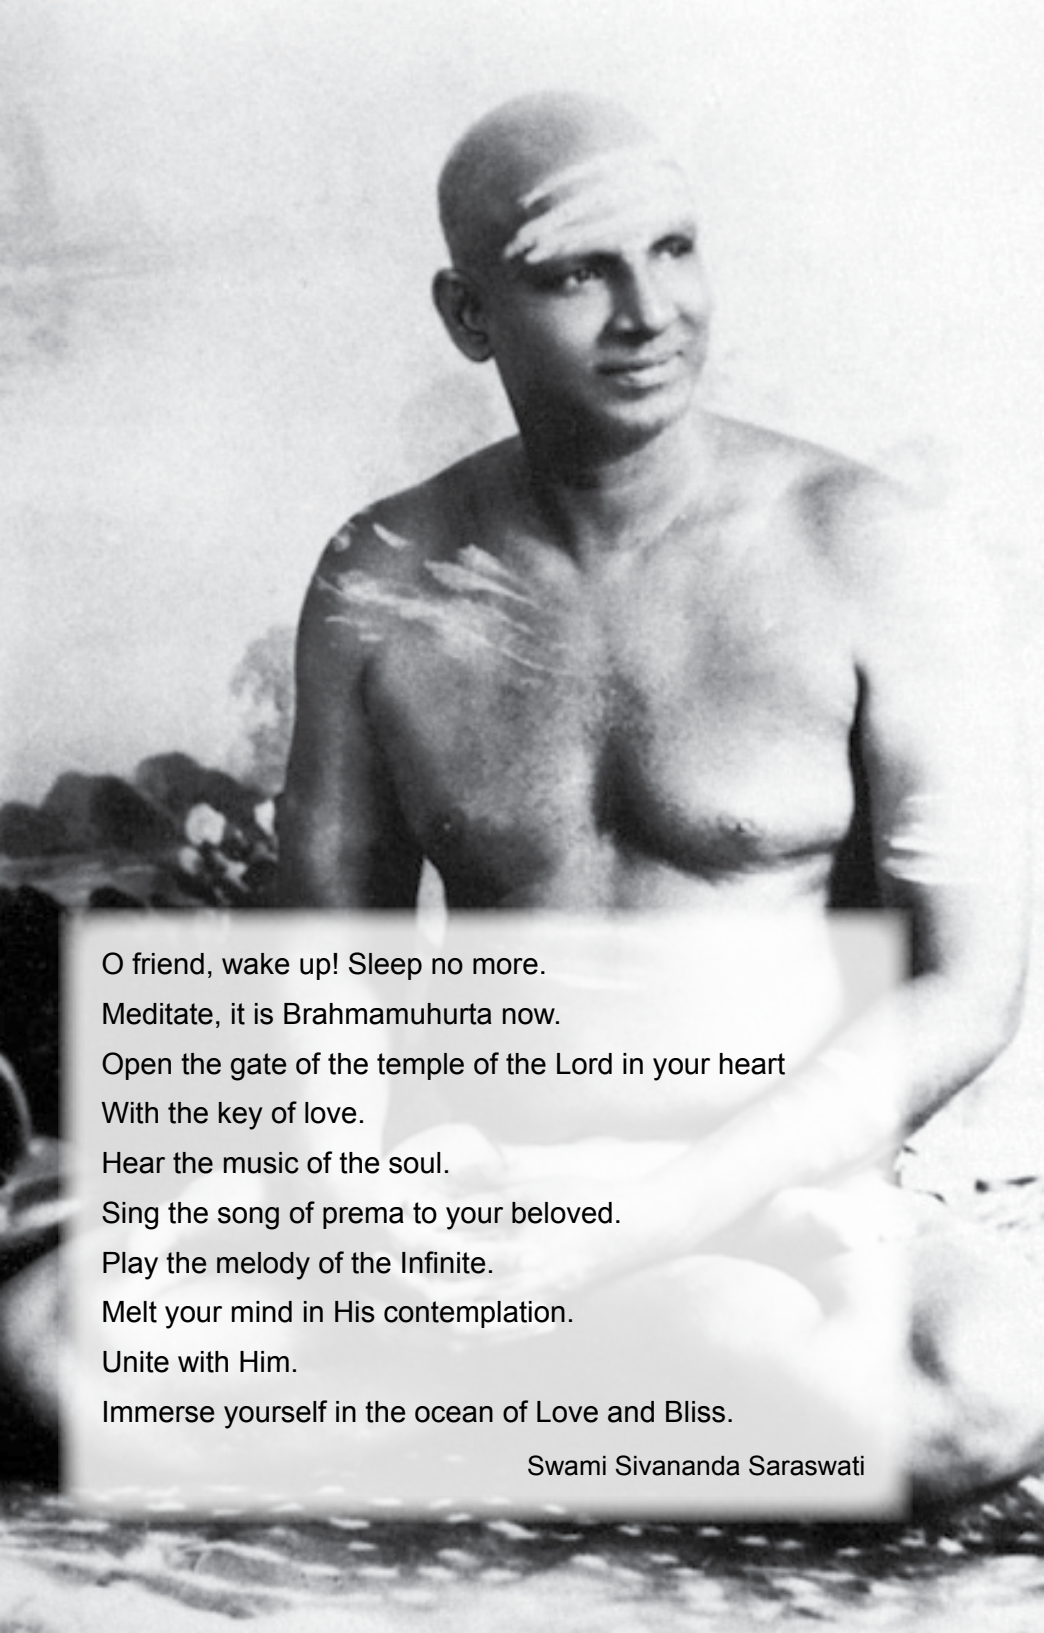 O friend, wake up! Sleep no more.
Meditate, it is Brahmamuhurta now.
Open the gate of the temple of the Lord in your heart
With the key of love.
Hear the music of the soul.
Sing the song of prema to your beloved.
Play the melody of the Infinite.
Melt your mind in His contemplation.
Unite with Him.
Immerse yourself in the ocean of Love and Bliss.
Swami Sivananda Saraswati